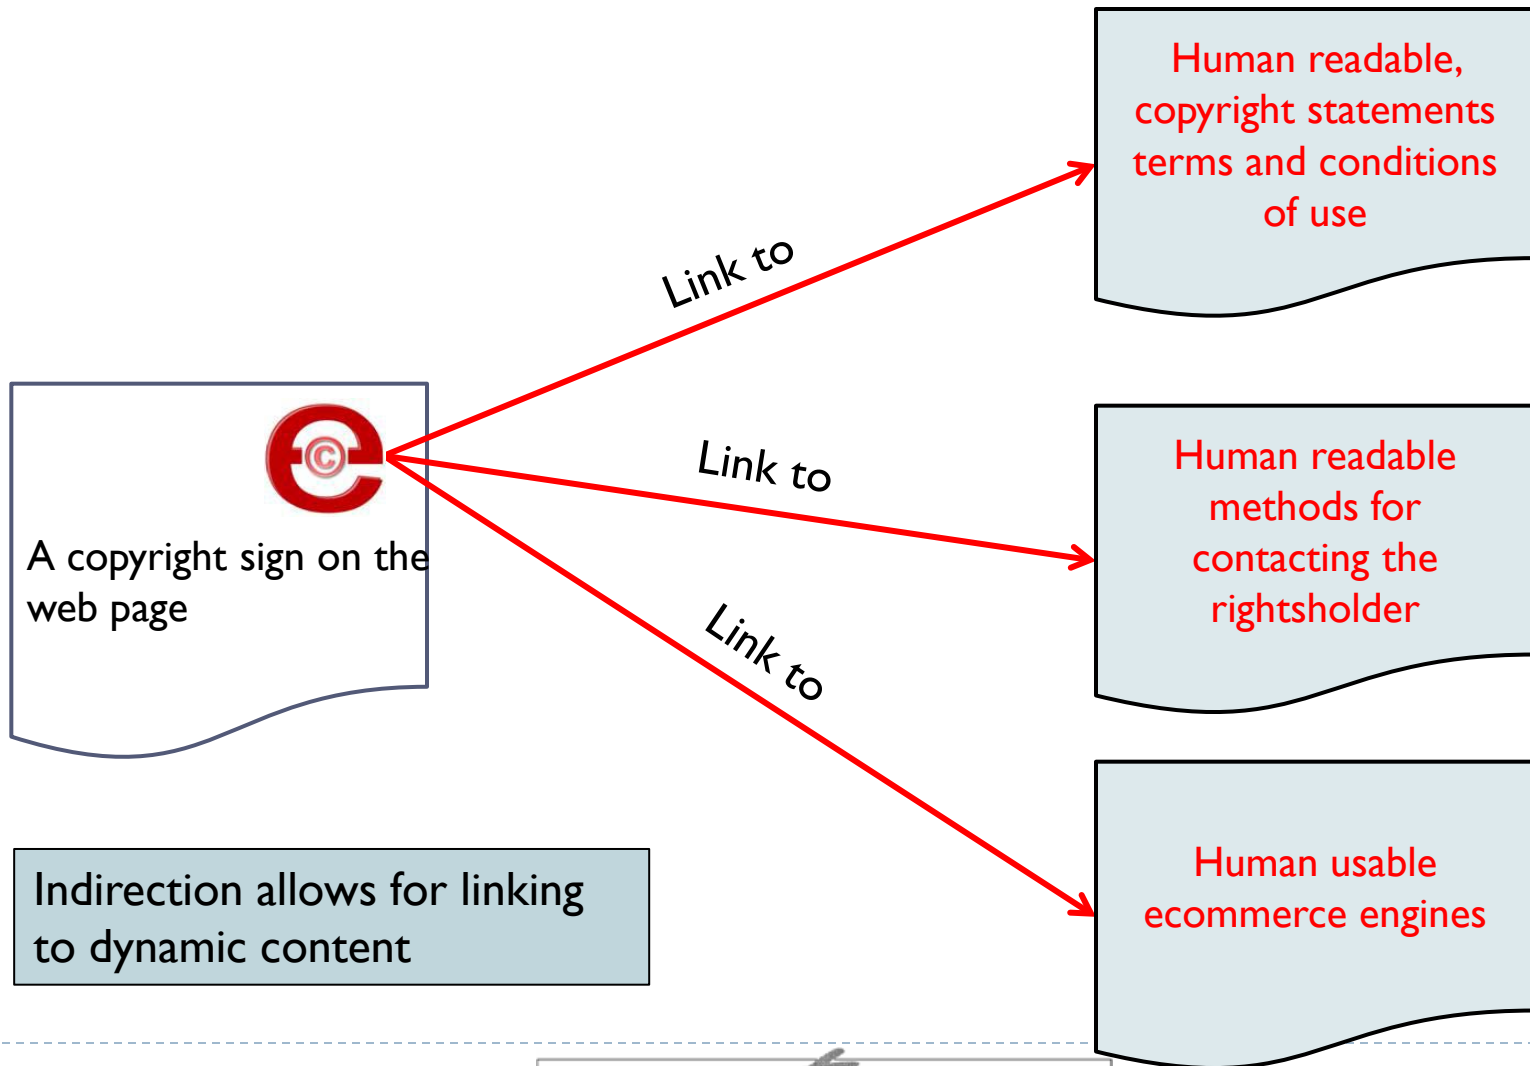 Human readable,
copyright statements
terms and conditions
of use
Link to
e ©
A copyright sign on the
web page
Link to
Human readable
methods for
contacting the
rightsholder
Link to
Indirection allows for linking
to dynamic content
Human usable
ecommerce engines